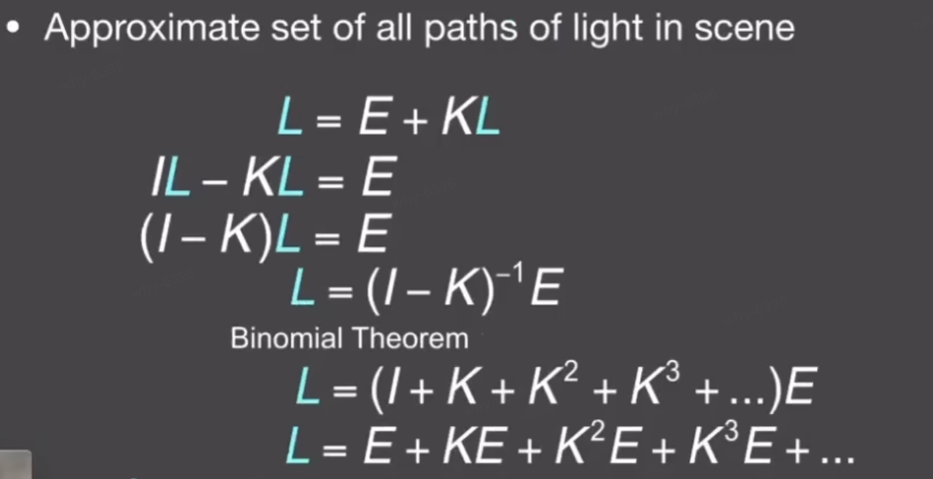 • Approximate set of all paths of light in scene
L = E + KL
IL – KL = E
(I – K)L = E
L = (I – K)⁻¹E
Binomial Theorem
L = (I + K + K² + K³ + ...)E
L = E + KE + K²E + K³E + ...